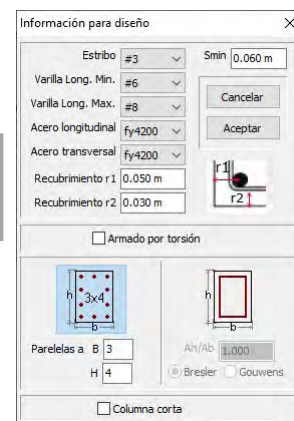 Información para diseño
Estribo #3
Smin 0.060 m
Varilla Long. Min. #6
Varilla Long. Max. #8
Cancelar
Acero longitudinal fy4200
Aceptar
Acero transversal fy4200
Recubrimiento r1 0.050 m
Recubrimiento r2 0.030 m
r1
r2
Armado por torsión
h
3x4
b
h
b
Parelelas a B 3
H 4
Ah/Ab 1.000
Bresler Gouwens
Columna corta